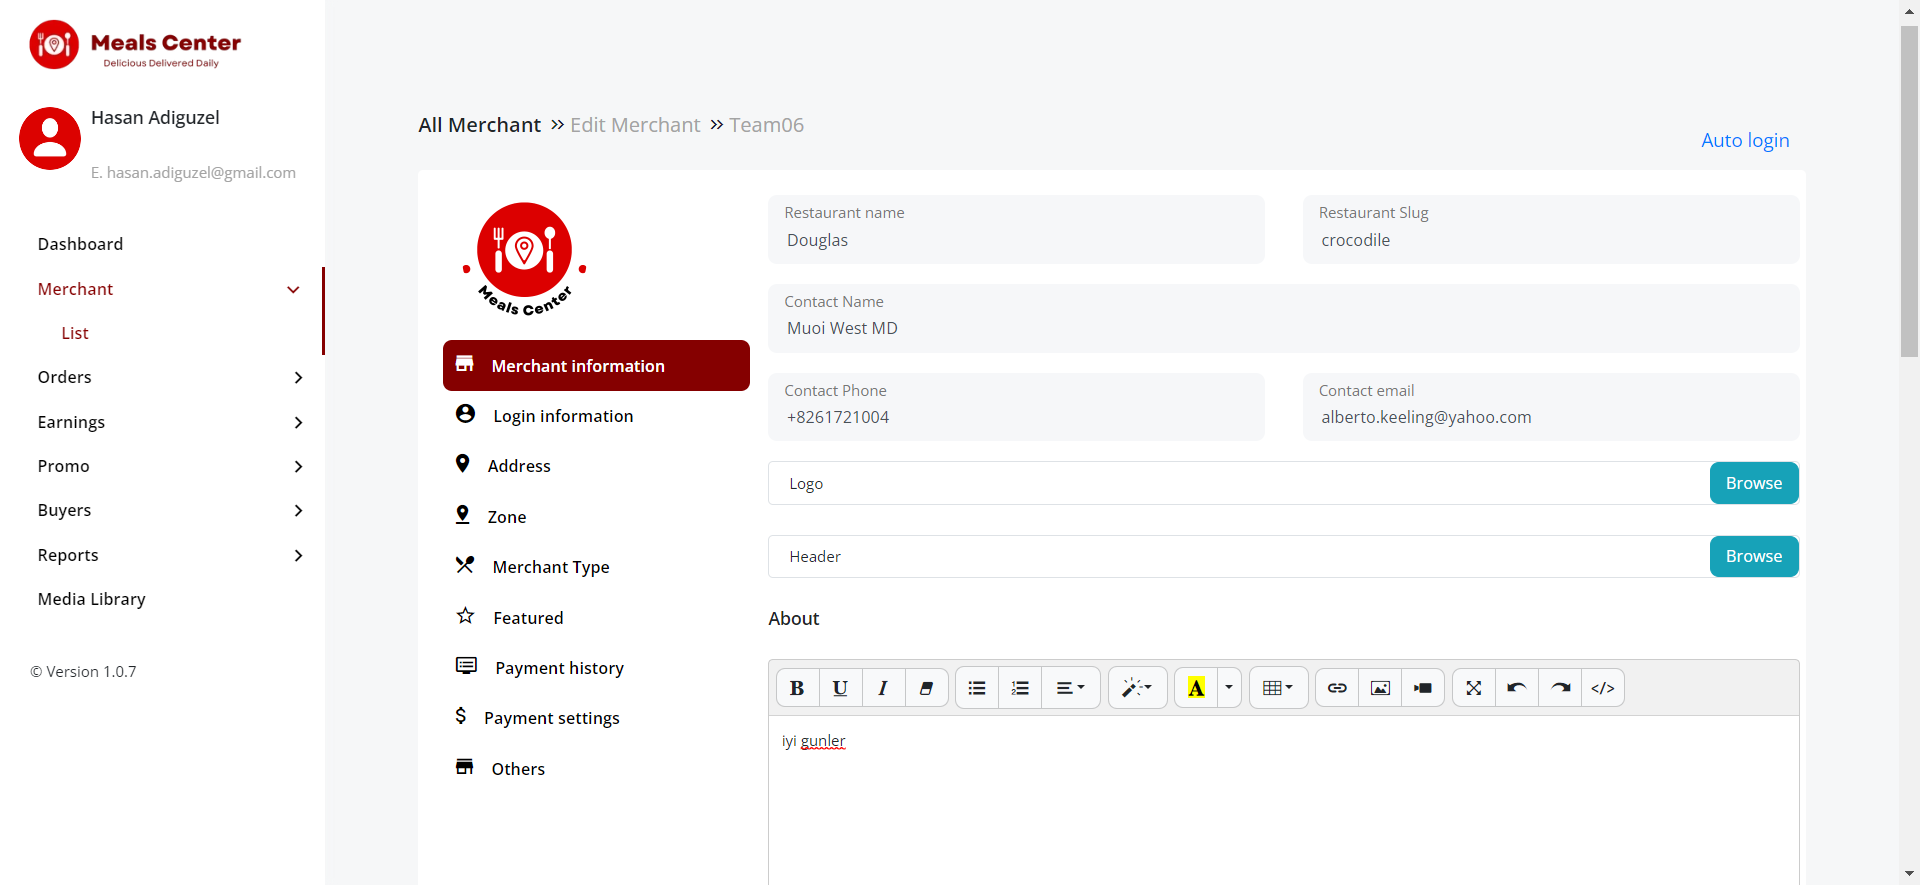 Meals Center
Delicious Delivered Daily
Hasan Adiguzel
E. hasan.adiguzel@gmail.com
Dashboard
Merchant
List
Orders
Earnings
Promo
Buyers
Reports
Media Library
© Version 1.0.7
All Merchant » Edit Merchant » Team06
Auto login
Meals Center
Merchant information
Login information
Address
Zone
Merchant Type
Featured
Payment history
Payment settings
Others
Restaurant name
Douglas
Restaurant Slug
crocodile
Contact Name
Muoi West MD
Contact Phone
+8261721004
Contact email
alberto.keeling@yahoo.com
Logo
Browse
Header
Browse
About
B U I A </>
iyi gunler